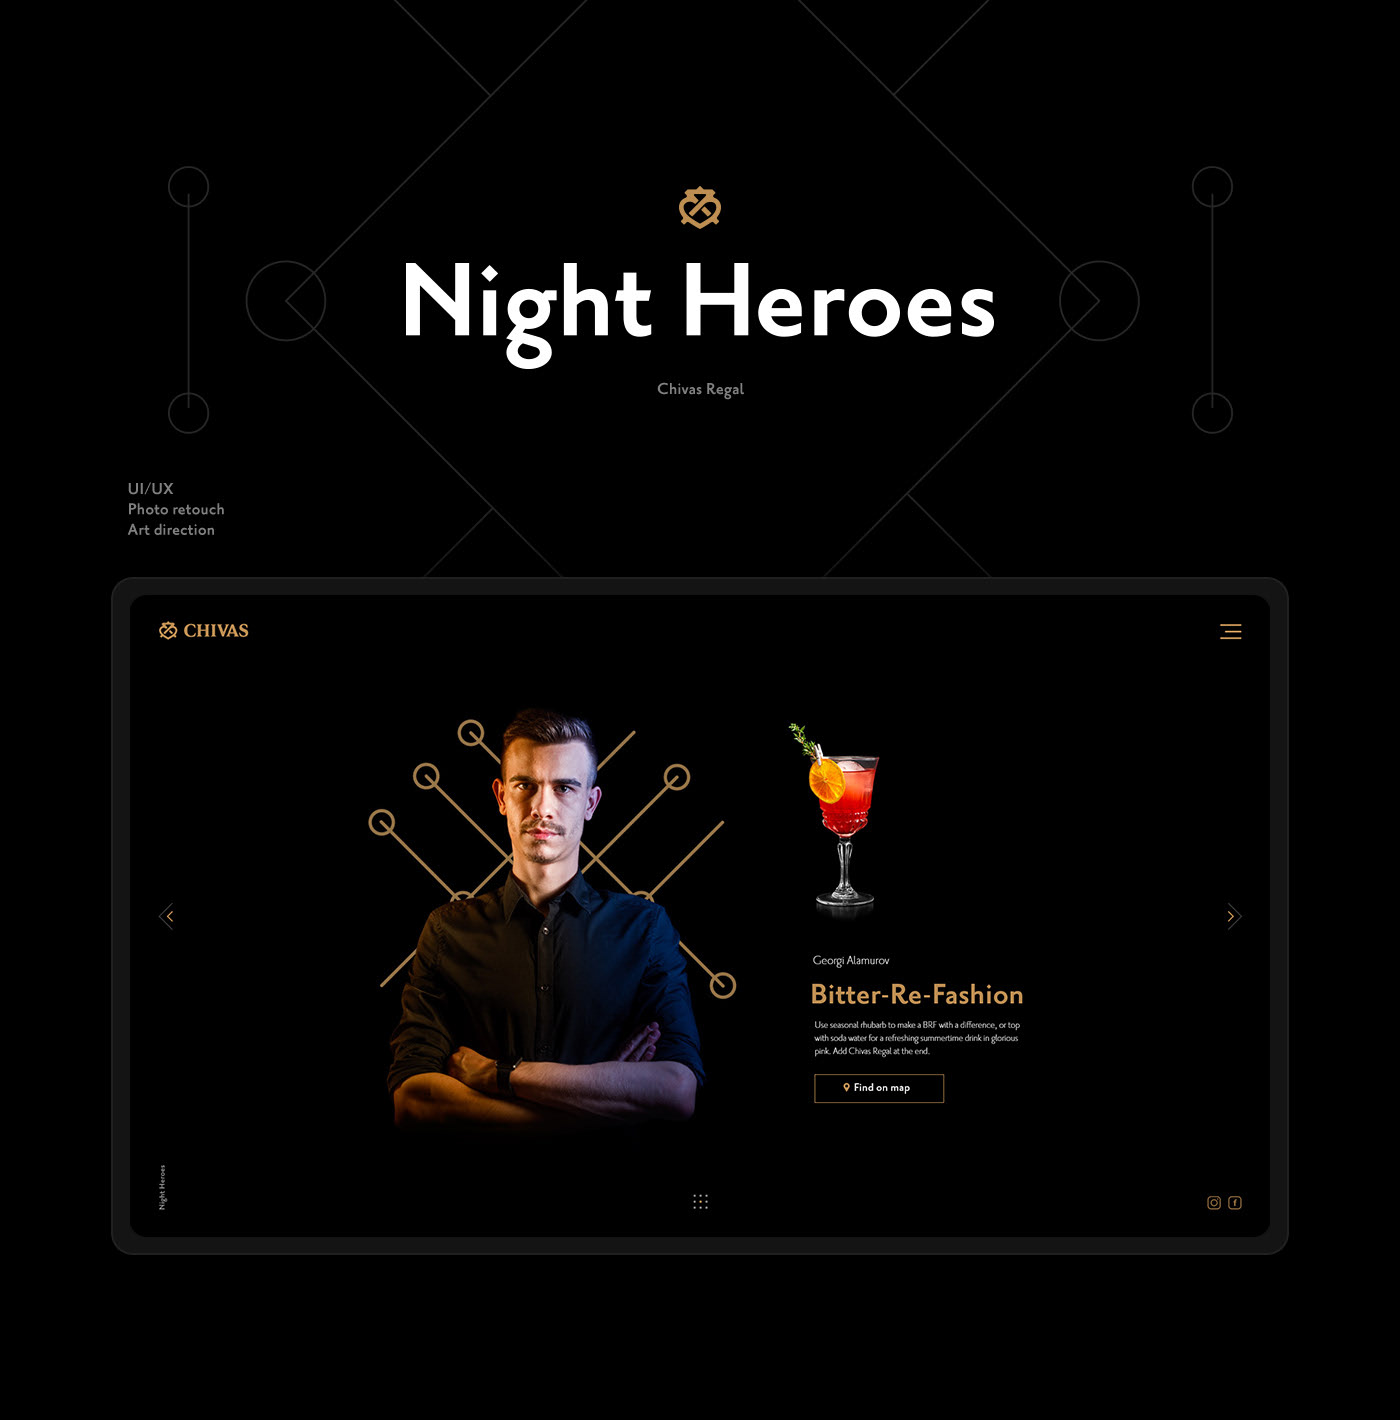 Night Heroes
Chivas Regal
UI/UX
Photo retouch
Art direction
CHIVAS
Georgi Alamurov
Bitter-Re-Fashion
Use seasonal rhubarb to make a BRF with a difference, or top
with soda water for a refreshing summertime drink in glorious
pink. Add Chivas Regal at the end.
Find on map
Night Heroes